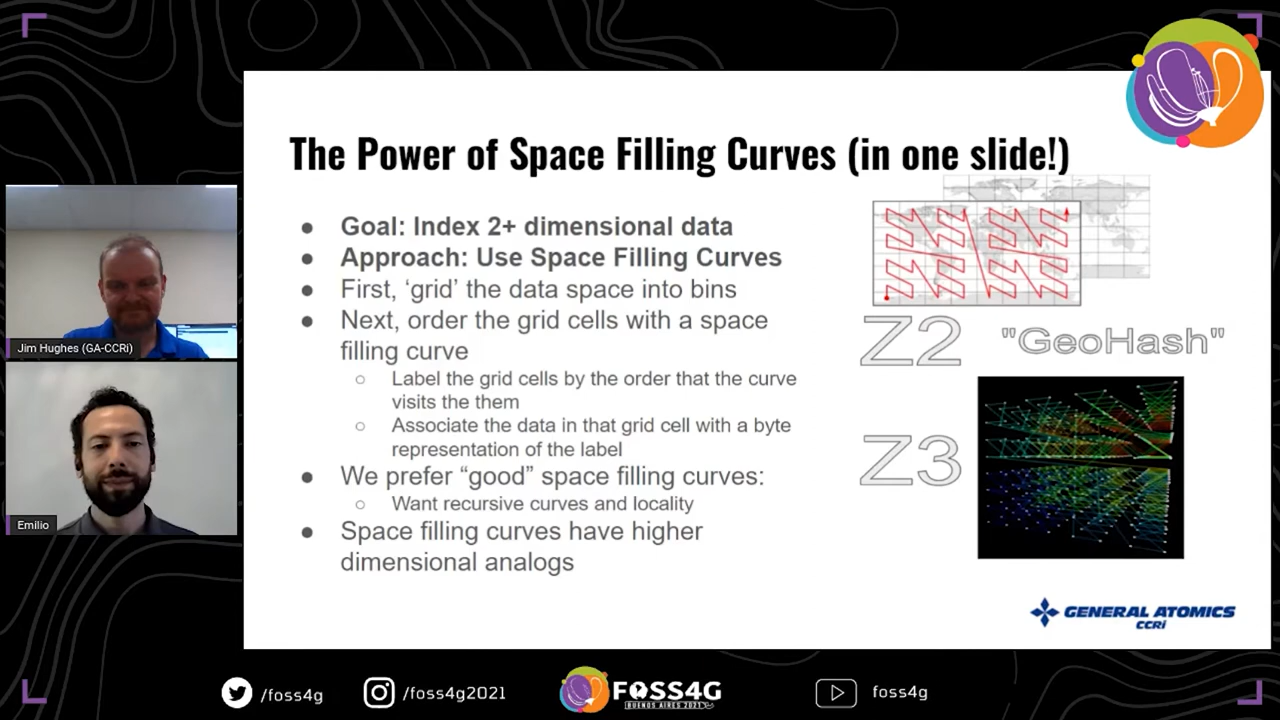 The Power of Space Filling Curves (in one slide!)
Goal: Index 2+ dimensional data
Approach: Use Space Filling Curves
First, ‘grid’ the data space into bins
Next, order the grid cells with a space
filling curve
Label the grid cells by the order that the curve
visits the them
Associate the data in that grid cell with a byte
representation of the label
We prefer “good” space filling curves:
Want recursive curves and locality
Space filling curves have higher
dimensional analogs
Z2
"GeoHash"
Z3
GENERAL ATOMICS
CCRi
Jim Hughes (GA-CCRi)
Emilio
/foss4g
/foss4g2021
FOSS4G
BUENOS AIRES 2021
foss4g